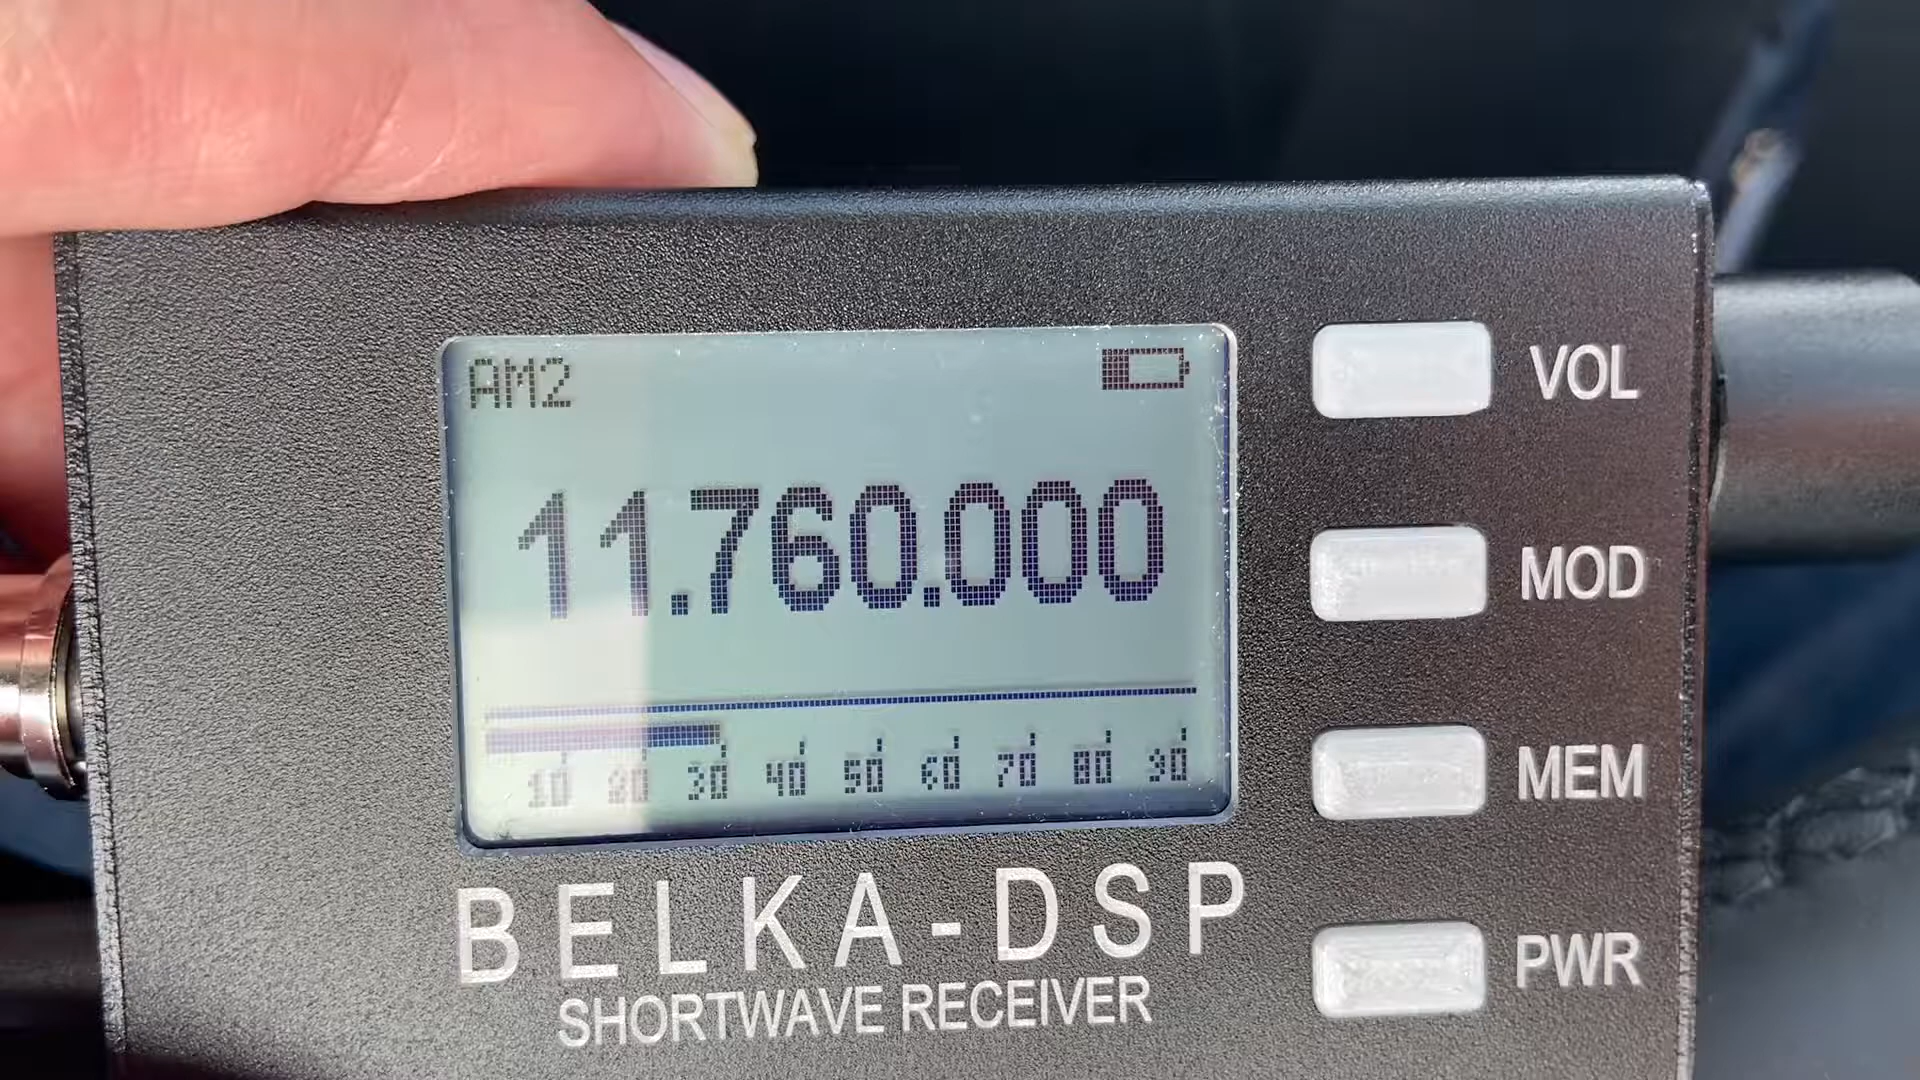 AM2
VOL
11.760.000
MOD
10 20 30 40 50 60 70 80 90
MEM
BELKA-DSP
PWR
SHORTWAVE RECEIVER